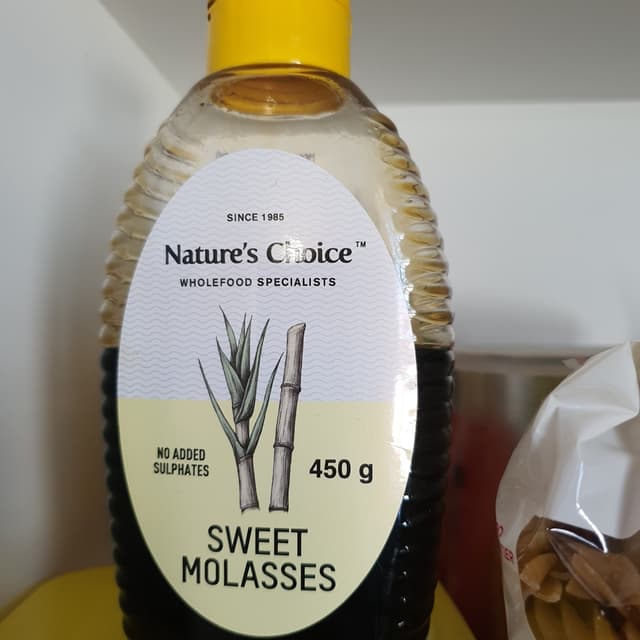 SINCE 1985
Nature's Choice™
WHOLEFOOD SPECIALISTS
NO ADDED
SULPHATES
450 g
SWEET
MOLASSES